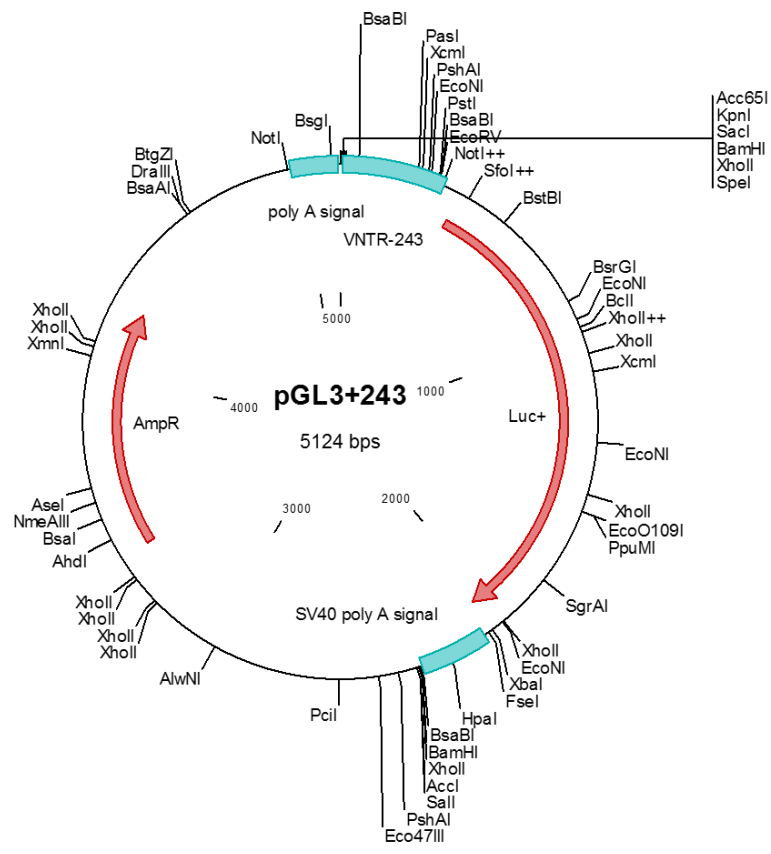 BsaBI
PasI
XcmI
PshAI
EcoNI
PstI
BsaBI
EcoRV
NotI++
SfoI++
BstBI
Acc65I
KpnI
SacI
BamHI
XhoII
SpeI
BsgI
NotI
BtgZI
DraIII
BsaAI
poly A signal
VNTR-243
BsrGI
EcoNI
BclI
XhoII++
XhoII
XcmI
5000
XhoII
XhoII
XmnI
pGL3+243
5124 bps
1000
4000
AmpR
Luc+
EcoNI
3000
2000
XhoII
EcoO109I
PpuMI
AseI
NmeAIII
BsaI
AhdI
XhoII
XhoII
XhoII
XhoII
SgrAI
SV40 poly A signal
XhoII
EcoNI
XbaI
FseI
AlwNI
PciI
HpaI
BsaBI
BamHI
XhoII
AccI
SalI
PshAI
Eco47III